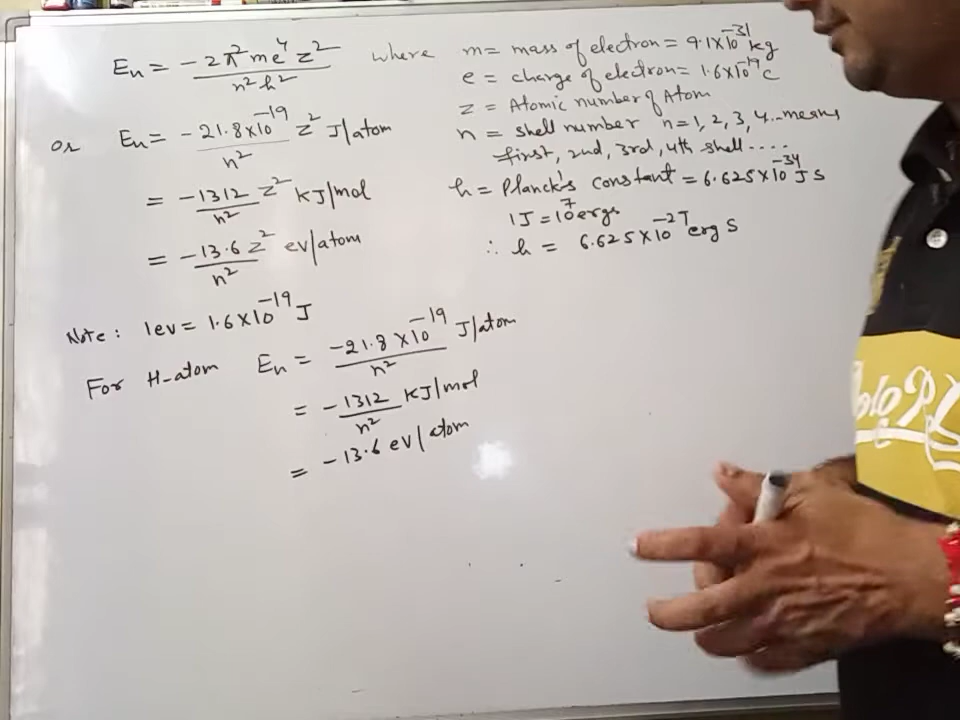 Eₙ = -2π²me⁴z² / n²h² where m = mass of electron = 9.1×10⁻³¹ kg
e = charge of electron = 1.6×10⁻¹⁹ C
z = Atomic number of Atom
n = shell number n=1, 2, 3, 4... means
first, 2nd, 3rd, 4th shell....
h = Planck's constant = 6.625×10⁻³⁴ J S
1J = 10⁷ ergs
∴ h = 6.625×10⁻²⁷ erg S
Or Eₙ = -21.8×10⁻¹⁹ z² / n² J/atom
= -1312 z² / n² KJ/mol
= -13.6 z² / n² ev/atom
Note: 1ev = 1.6×10⁻¹⁹ J
For H-atom Eₙ = -21.8×10⁻¹⁹ / n² J/atom
= -1312 / n² KJ/mol
= -13.6 ev/atom